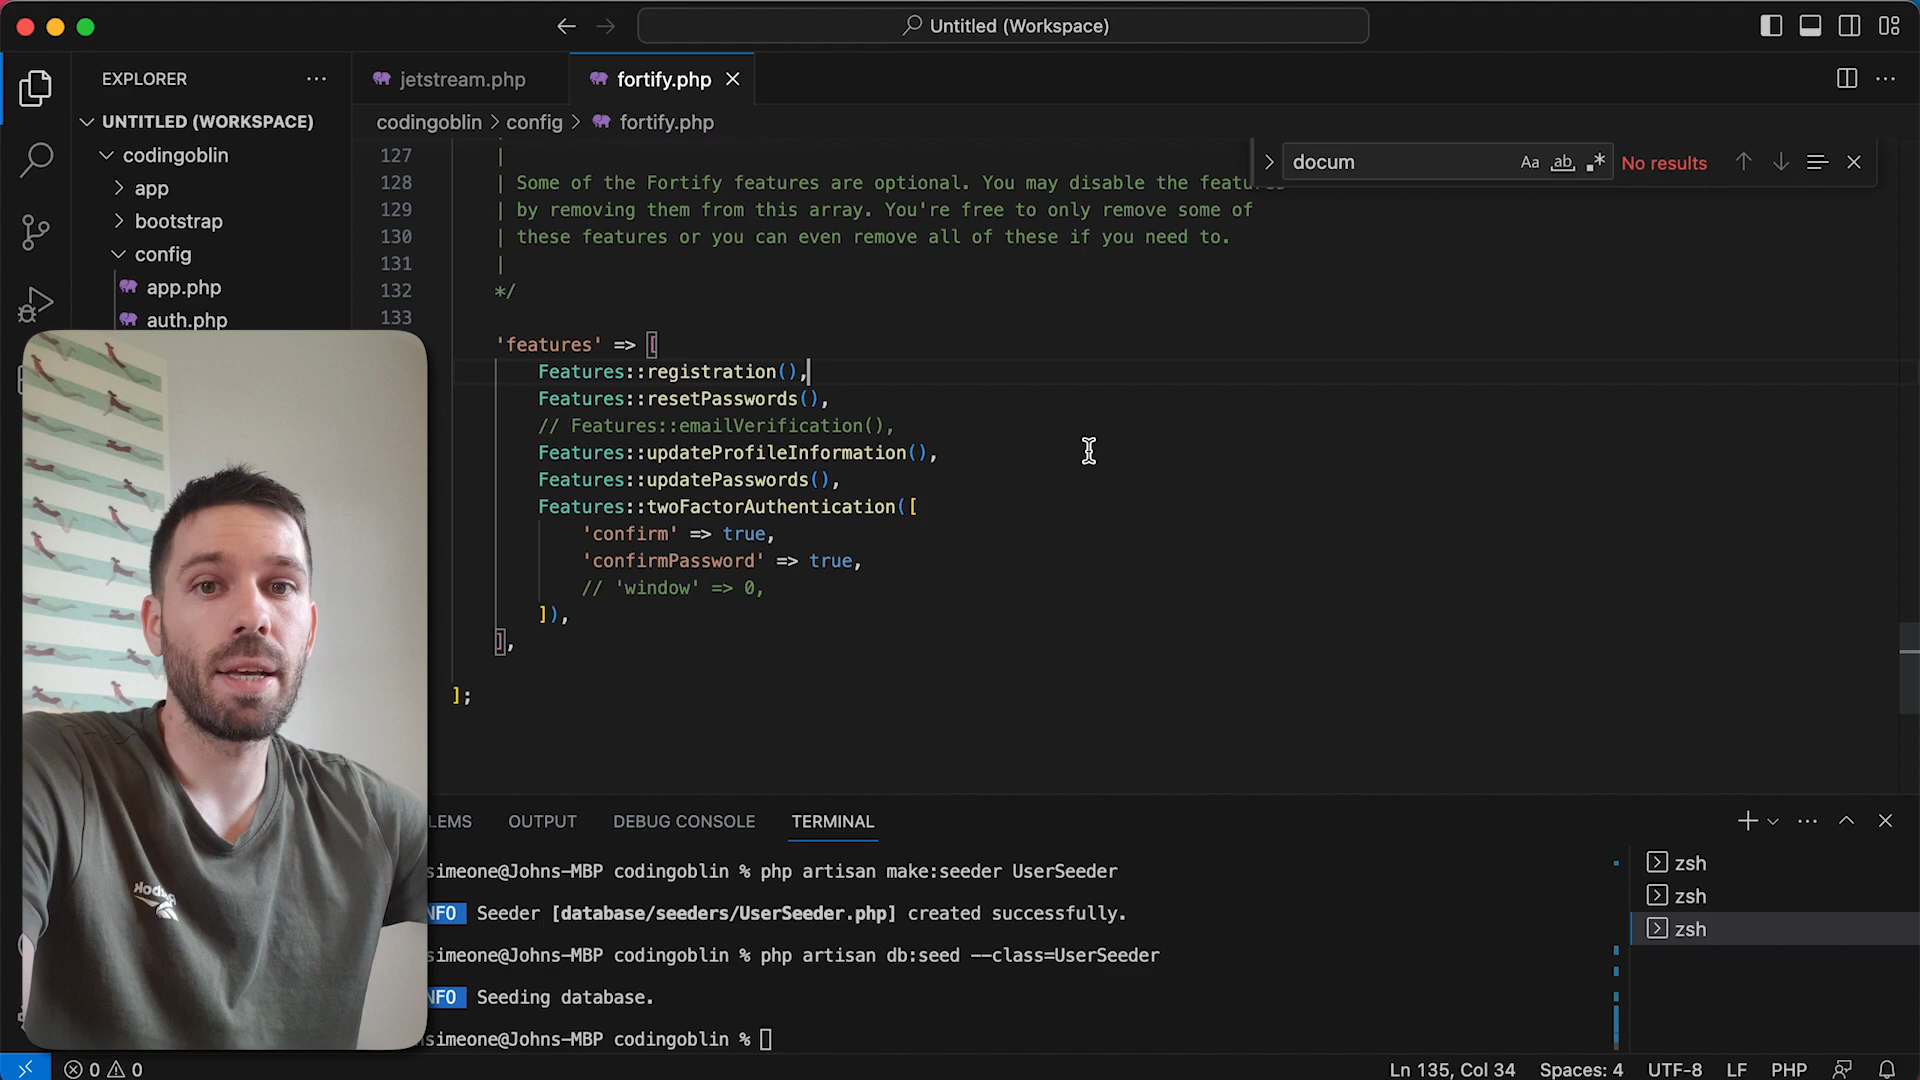 Untitled (Workspace)
EXPLORER
jetstream.php
fortify.php
UNTITLED (WORKSPACE)
codingoblin > config > fortify.php
codingoblin
app
bootstrap
config
app.php
auth.php
docum
Aa
ab
No results
127 |
128 | Some of the Fortify features are optional. You may disable the features
129 | by removing them from this array. You're free to only remove some of
130 | these features or you can even remove all of these if you need to.
131 |
132 */
133
'features' => [
Features::registration(),
Features::resetPasswords(),
// Features::emailVerification(),
Features::updateProfileInformation(),
Features::updatePasswords(),
Features::twoFactorAuthentication([
'confirm' => true,
'confirmPassword' => true,
// 'window' => 0,
]),
],
];
LEMS
OUTPUT
DEBUG CONSOLE
TERMINAL
simeone@Johns-MBP codingoblin % php artisan make:seeder UserSeeder
NFO Seeder [database/seeders/UserSeeder.php] created successfully.
simeone@Johns-MBP codingoblin % php artisan db:seed --class=UserSeeder
NFO Seeding database.
simeone@Johns-MBP codingoblin %
zsh
zsh
zsh
0 0
Ln 135, Col 34
Spaces: 4
UTF-8
LF
PHP